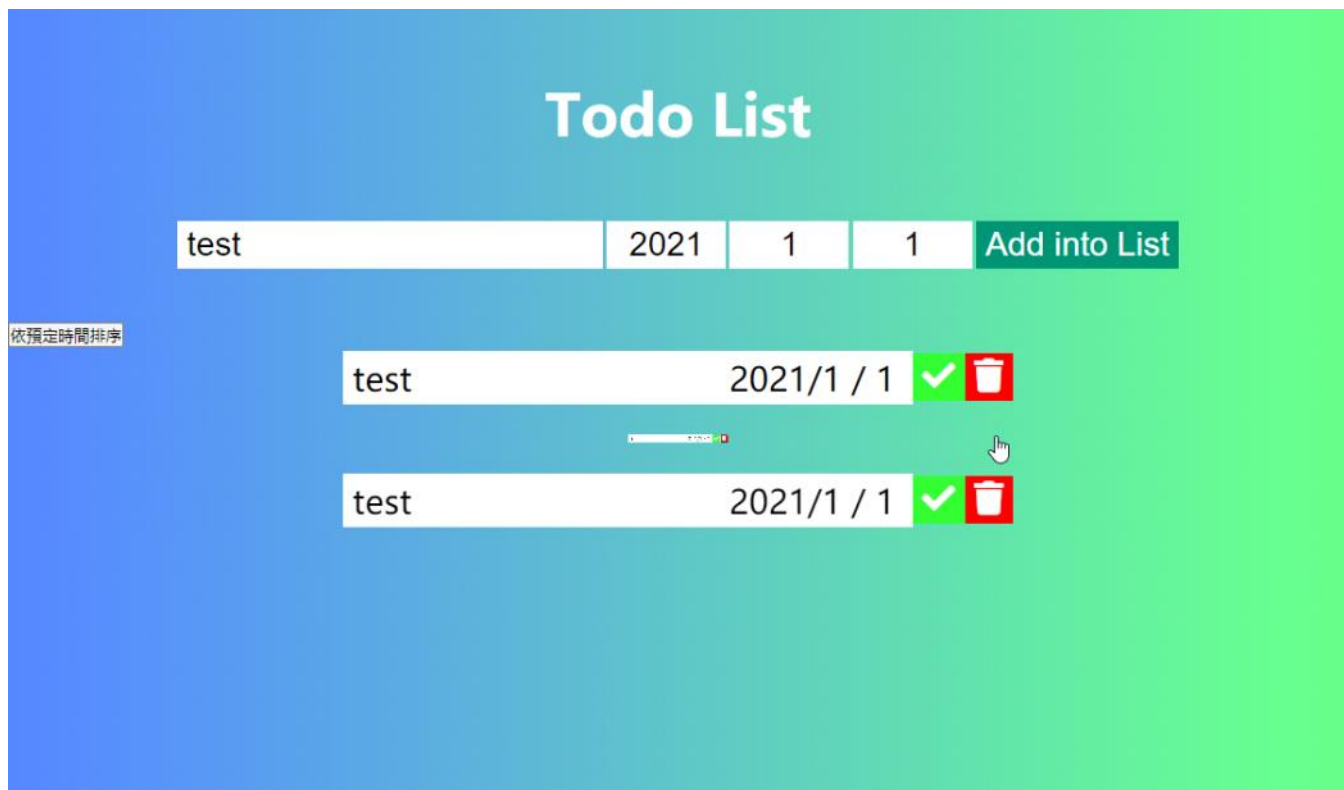 Todo List
test 2021 1 1 Add into List
依預定時間排序
test 2021/1 / 1
test 2021/1 / 1